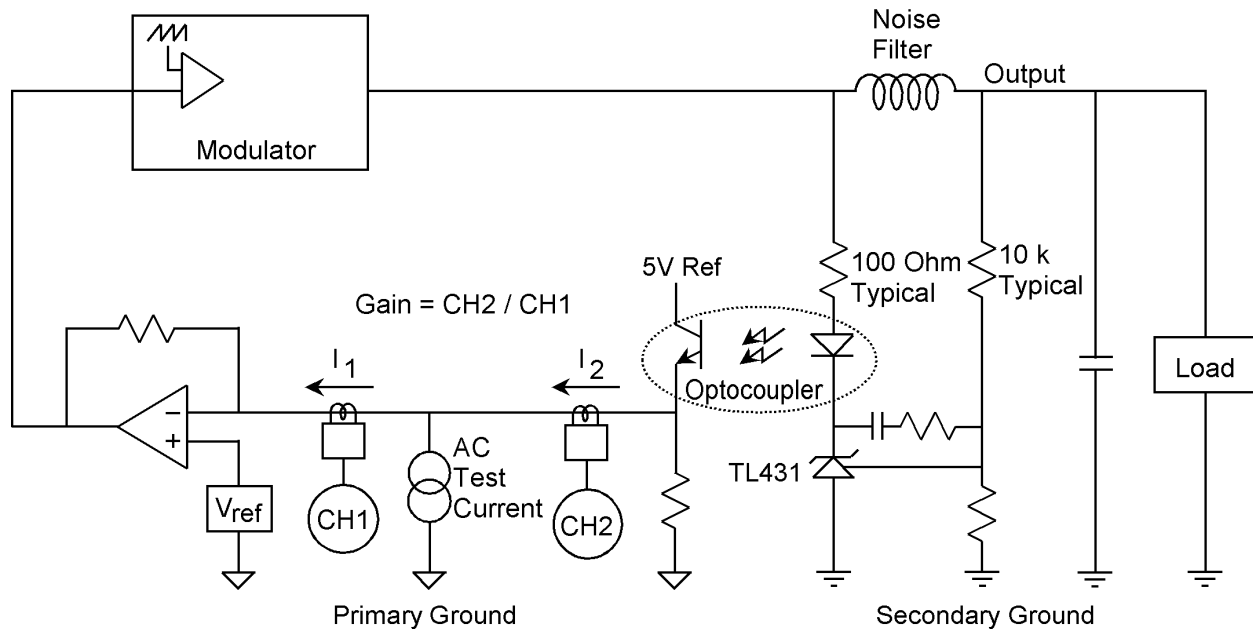 Noise
Filter
Output
Modulator
5V Ref
100 Ohm
Typical
10 k
Typical
Gain = CH2 / CH1
I1
I2
Optocoupler
Load
AC
Test
Current
TL431
Vref
CH1
CH2
Primary Ground
Secondary Ground